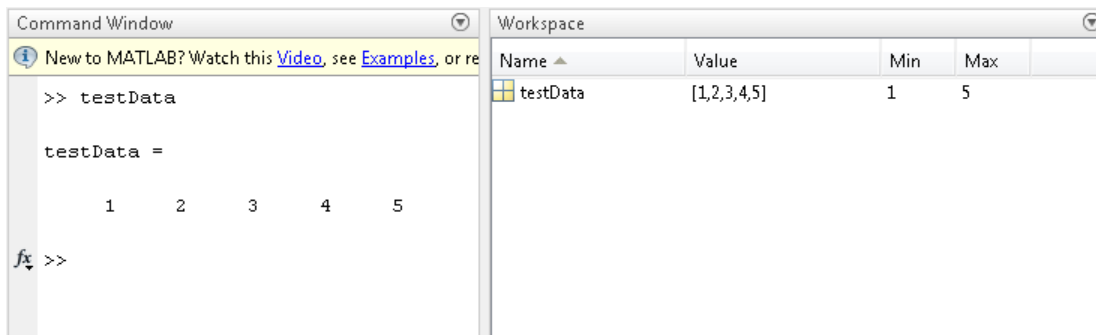 Command Window
New to MATLAB? Watch this Video, see Examples, or re
>> testData
testData =
1 2 3 4 5
fx >>
Workspace
Name Value Min Max
testData [1,2,3,4,5] 1 5